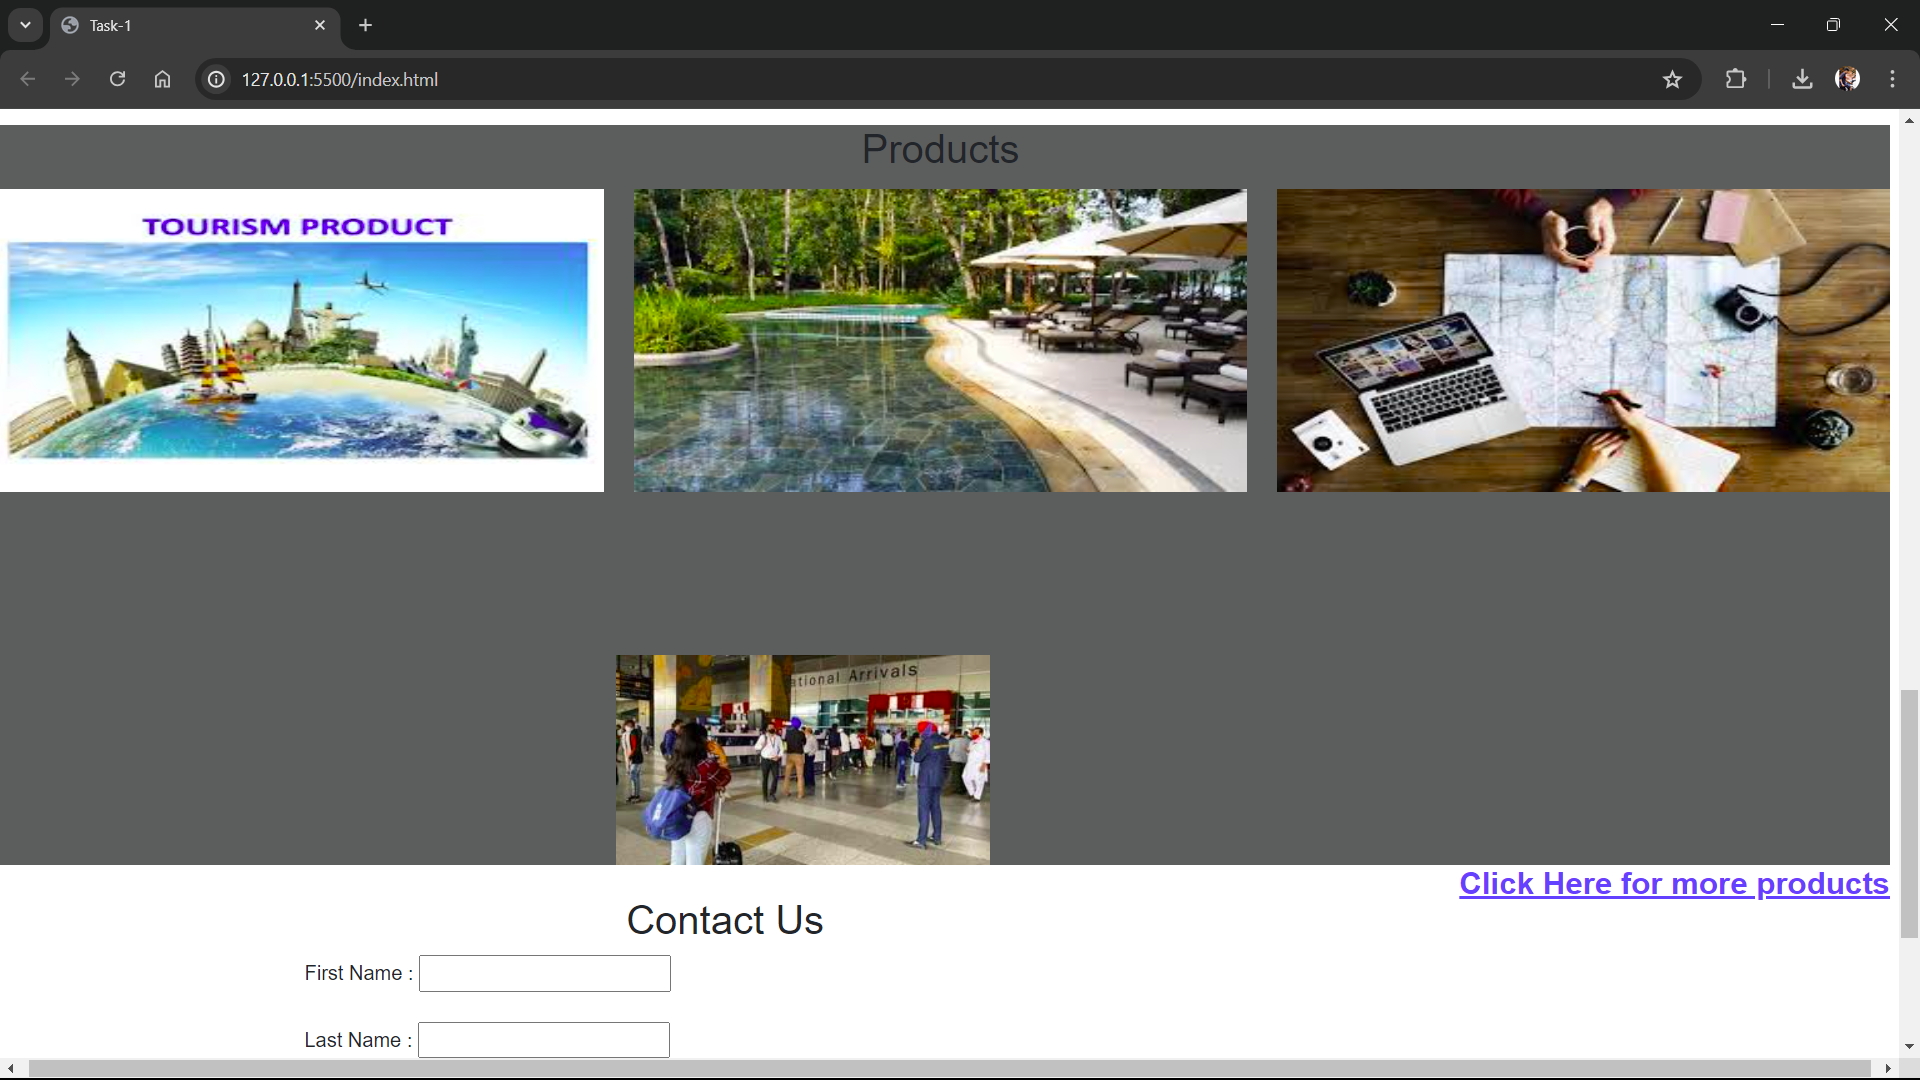 Task-1
127.0.0.1:5500/index.html
Products
TOURISM PRODUCT
Arrivals
Click Here for more products
Contact Us
First Name :
Last Name :